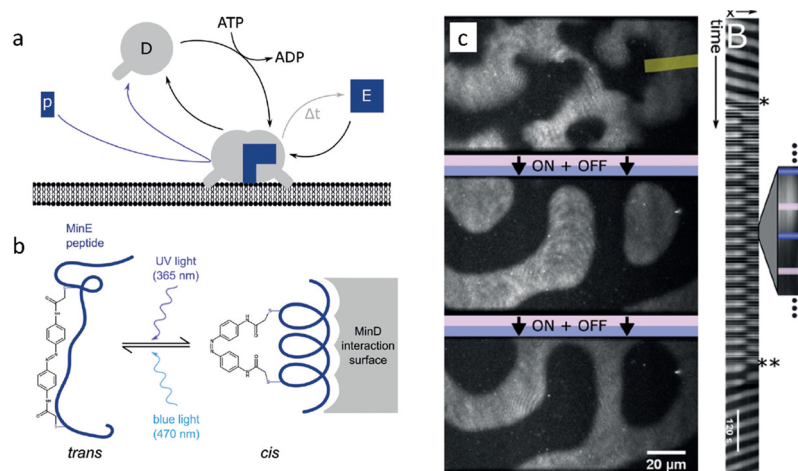 a
D
ATP
ADP
p
E
Δt
b
MinE
peptide
UV light
(365 nm)
blue light
(470 nm)
MinD
interaction
surface
trans
cis
N
N
N
N
NH
O
S
c
ON + OFF
ON + OFF
20 µm
B
x
time
*
**
120 s